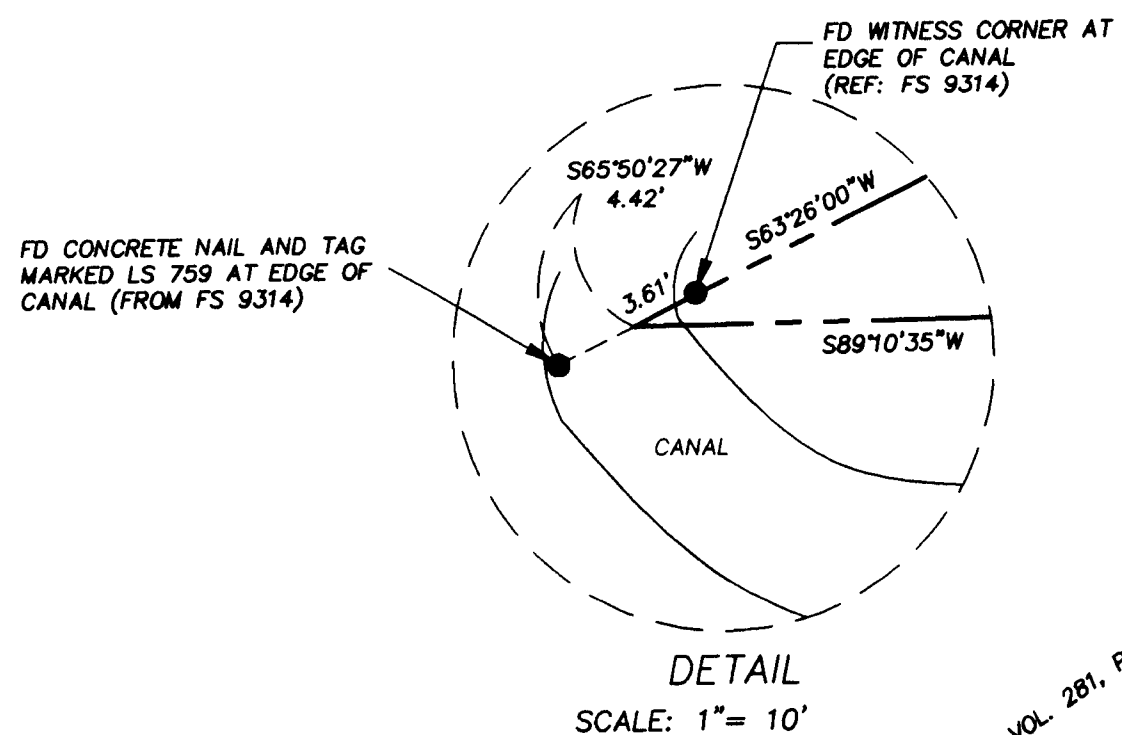 FD WITNESS CORNER AT
EDGE OF CANAL
(REF: FS 9314)
S65°50'27"W
4.42'
S63°26'00"W
FD CONCRETE NAIL AND TAG
MARKED LS 759 AT EDGE OF
CANAL (FROM FS 9314)
3.61'
S89°10'35"W
CANAL
DETAIL
SCALE: 1"= 10'
VOL. 281, P